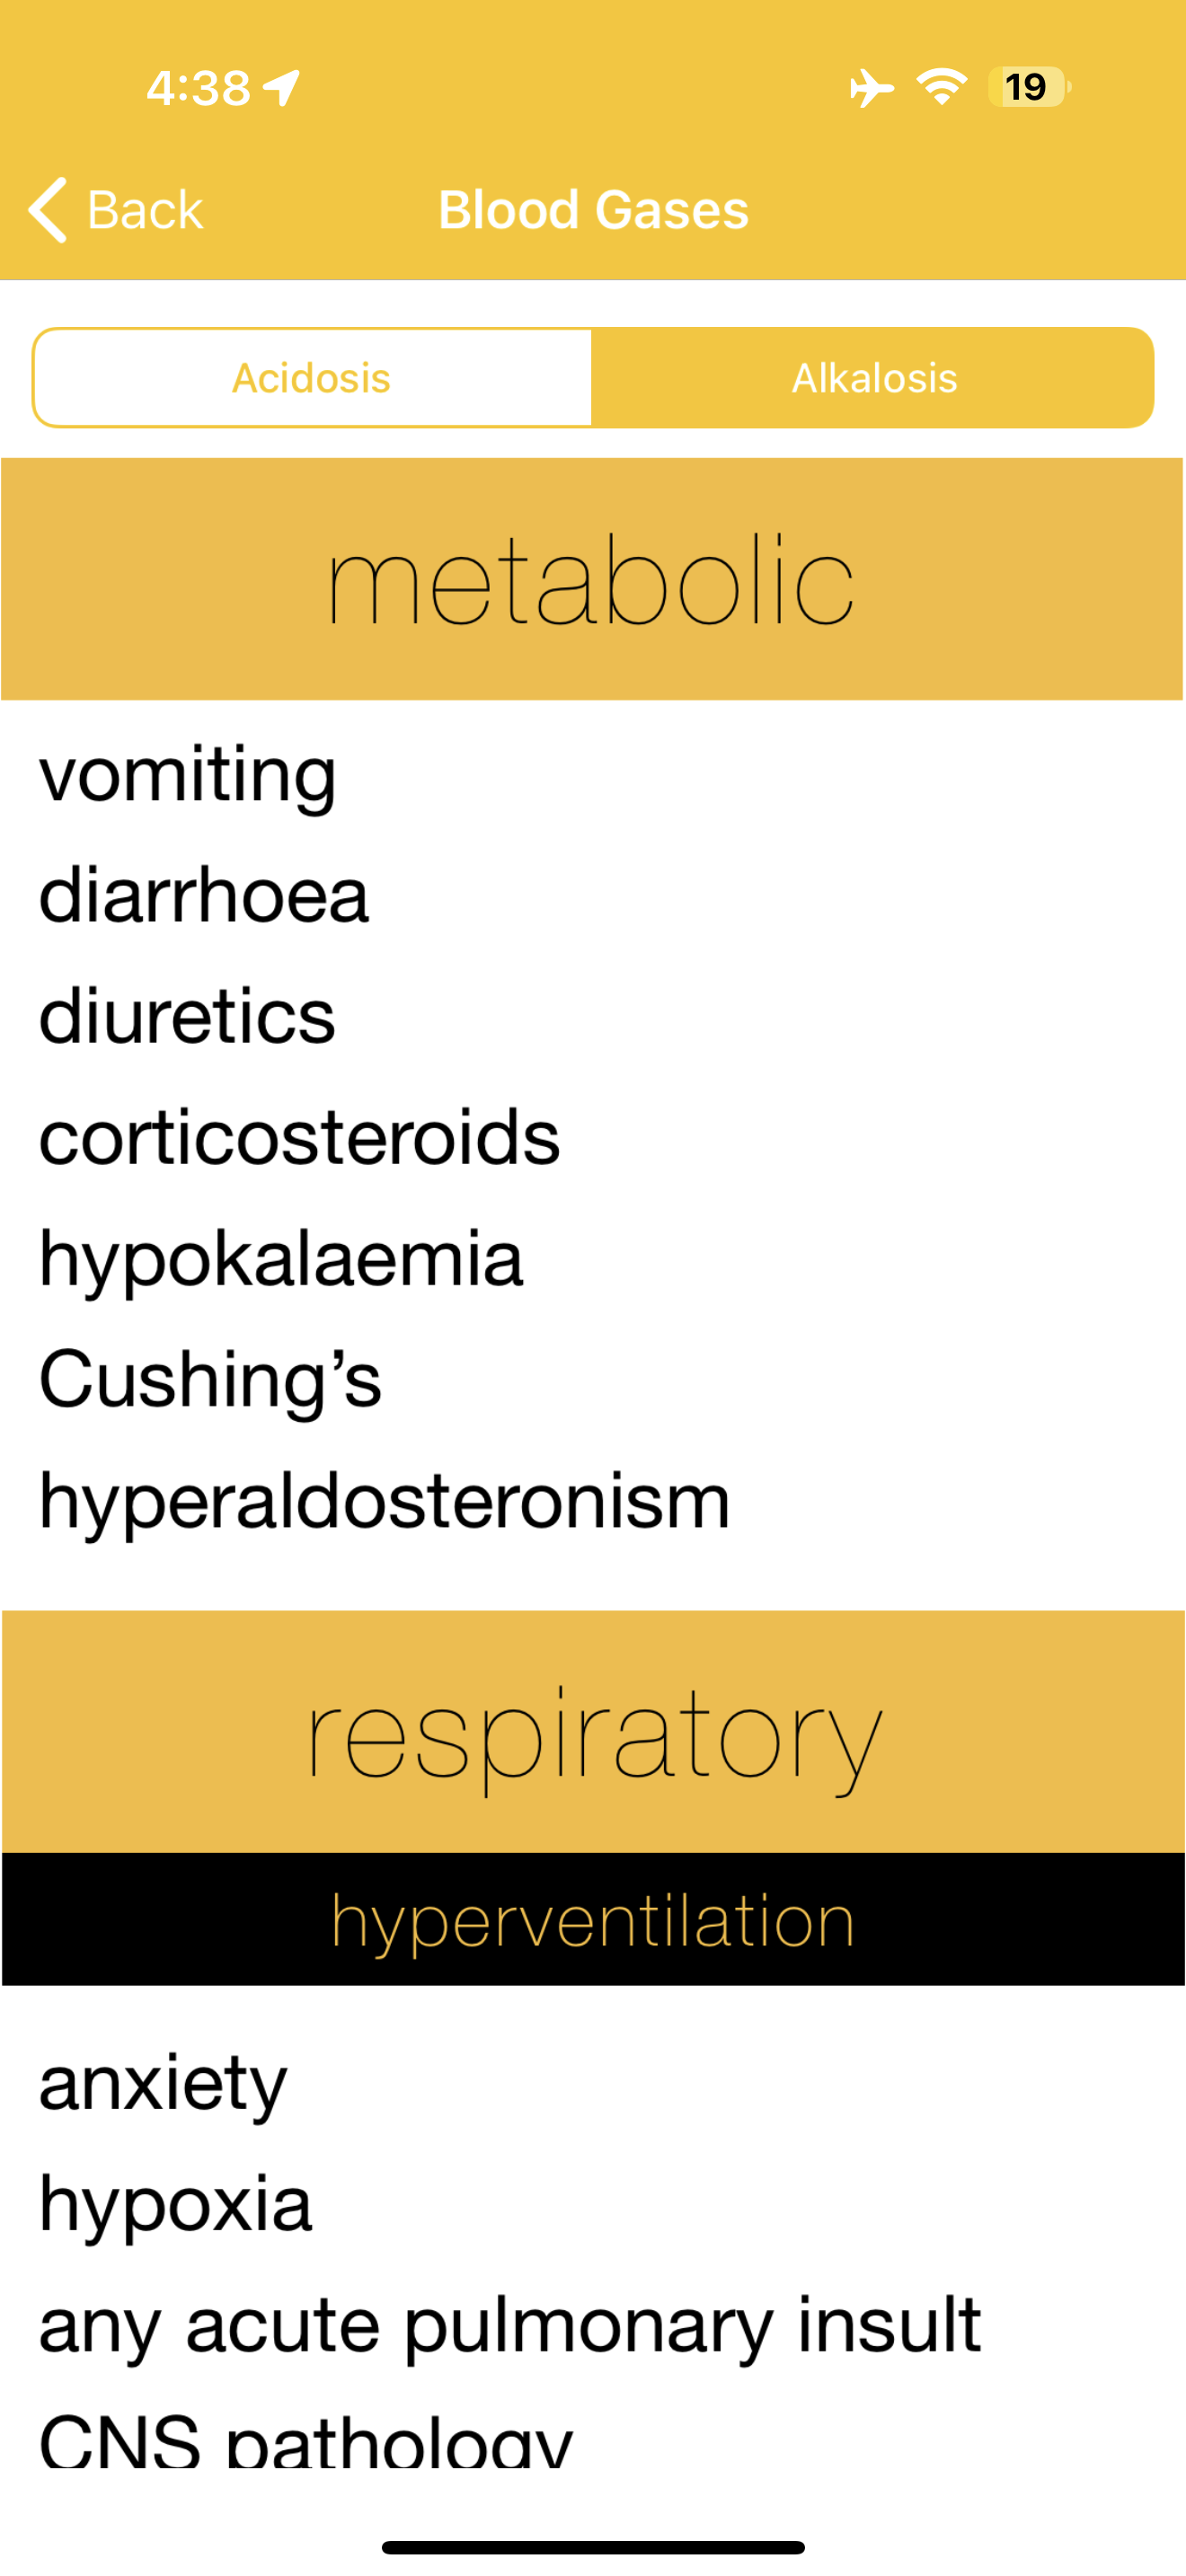 4:38
19
Back
Blood Gases
Acidosis
Alkalosis
metabolic
vomiting
diarrhoea
diuretics
corticosteroids
hypokalaemia
Cushing’s
hyperaldosteronism
respiratory
hyperventilation
anxiety
hypoxia
any acute pulmonary insult
CNS pathology